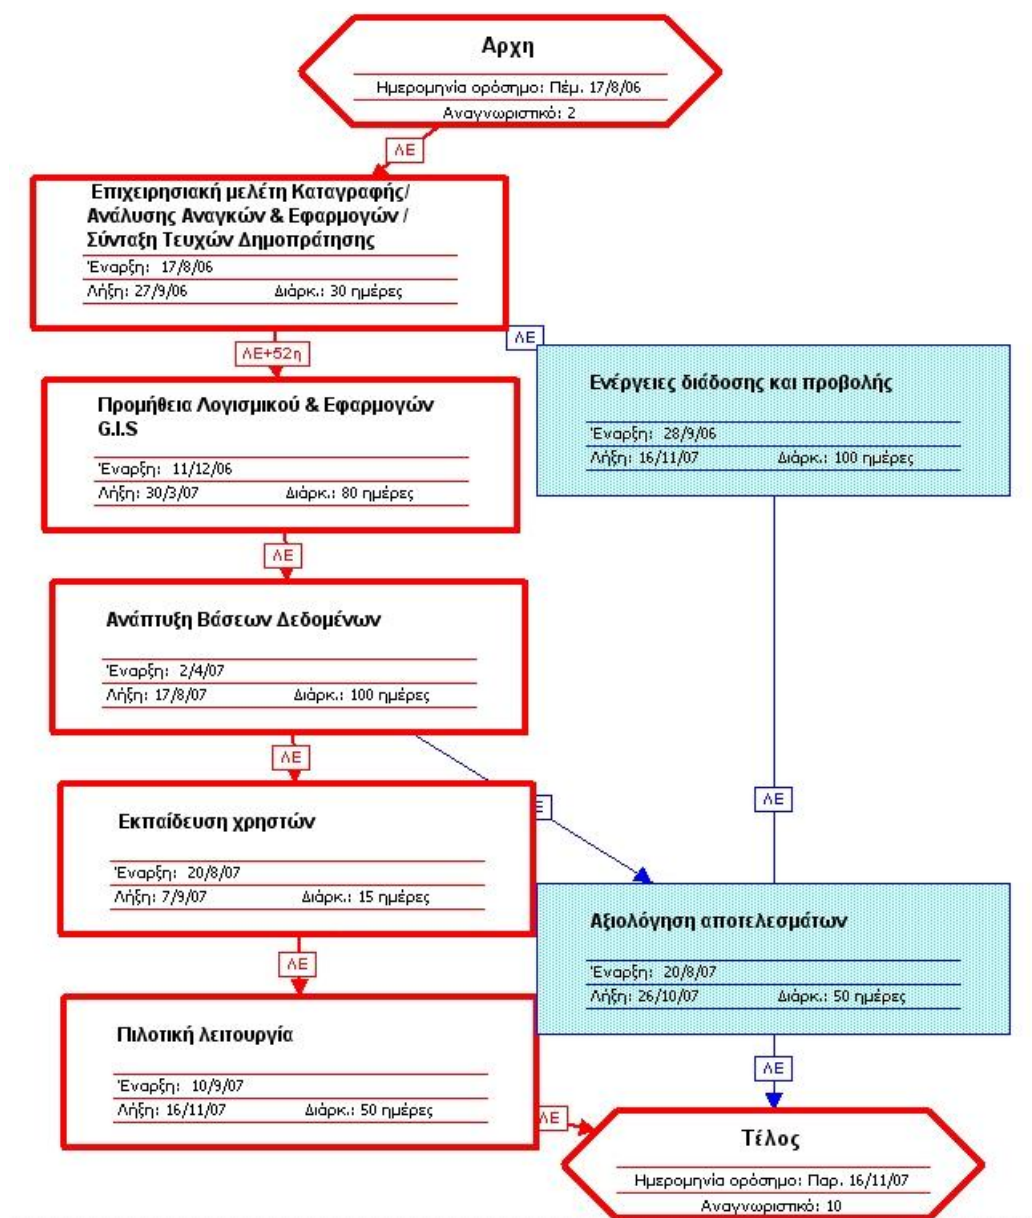 Αρχη
Ημερομηνία ορόσημο: Πέμ. 17/8/06
Αναγνωριστικό: 2
ΛΕ
Επιχειρησιακή μελέτη Καταγραφής/
Ανάλυσης Αναγκών & Εφαρμογών /
Σύνταξη Τευχών Δημοπράτησης
Έναρξη: 17/8/06
Λήξη: 27/9/06 Διάρκ.: 30 ημέρες
ΛΕ
ΛΕ+52η
Ενέργειες διάδοσης και προβολής
Έναρξη: 28/9/06
Λήξη: 16/11/07 Διάρκ.: 100 ημέρες
Προμήθεια Λογισμικού & Εφαρμογών
G.I.S
Έναρξη: 11/12/06
Λήξη: 30/3/07 Διάρκ.: 80 ημέρες
ΛΕ
Ανάπτυξη Βάσεων Δεδομένων
Έναρξη: 2/4/07
Λήξη: 17/8/07 Διάρκ.: 100 ημέρες
ΛΕ
ΛΕ
Ε
Εκπαίδευση χρηστών
Έναρξη: 20/8/07
Λήξη: 7/9/07 Διάρκ.: 15 ημέρες
Αξιολόγηση αποτελεσμάτων
Έναρξη: 20/8/07
Λήξη: 26/10/07 Διάρκ.: 50 ημέρες
ΛΕ
Πιλοτική λειτουργία
Έναρξη: 10/9/07
Λήξη: 16/11/07 Διάρκ.: 50 ημέρες
ΛΕ
ΛΕ
Τέλος
Ημερομηνία ορόσημο: Παρ. 16/11/07
Αναγνωριστικό: 10